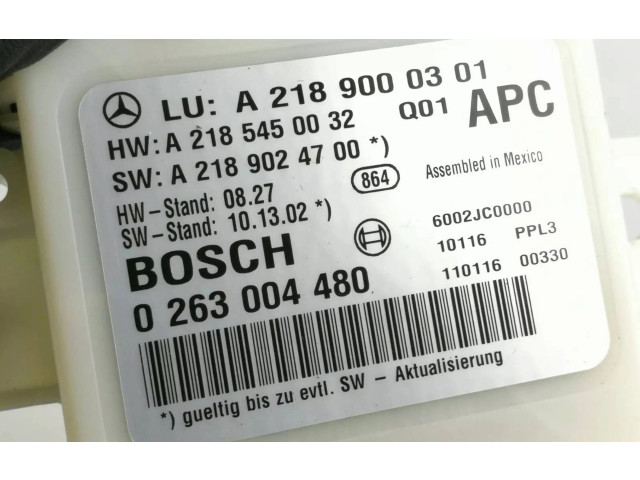 LU: A 218 900 03 01
HW: A 218 545 00 32 Q01 APC
SW: A 218 902 47 00 *)
HW-Stand: 08.27 864 Assembled in Mexico
SW-Stand: 10.13.02 *)
BOSCH 6002JC0000
0 263 004 480 10116 PPL3
110116 00330
*) gueltig bis zu evtl. SW - Aktualisierung